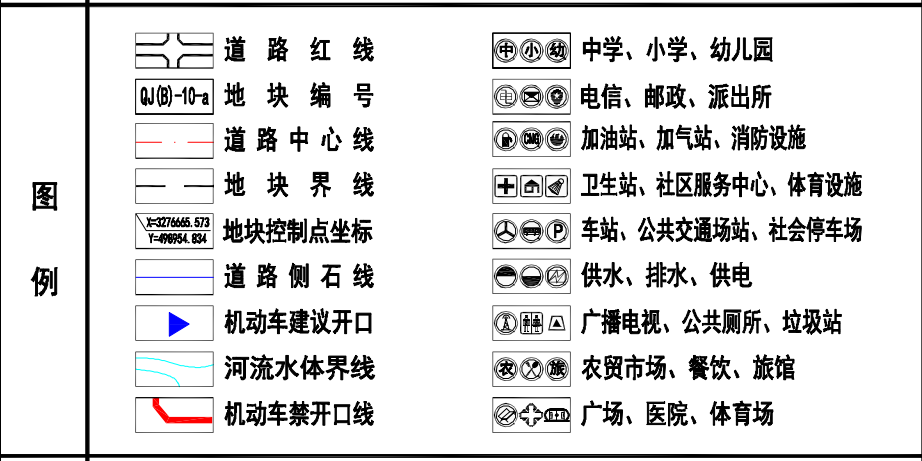 图例
道路红线
QJ(B)-10-a 地块编号
道路中心线
地块界线
X=3276665.573
Y=498954.834
地块控制点坐标
道路侧石线
机动车建议开口
河流水体界线
机动车禁开口线
中 小 幼 中学、小学、幼儿园
电信、邮政、派出所
CNG 加油站、加气站、消防设施
卫生站、社区服务中心、体育设施
P 车站、公共交通场站、社会停车场
供水、排水、供电
广播电视、公共厕所、垃圾站
农 旅 农贸市场、餐饮、旅馆
广场、医院、体育场